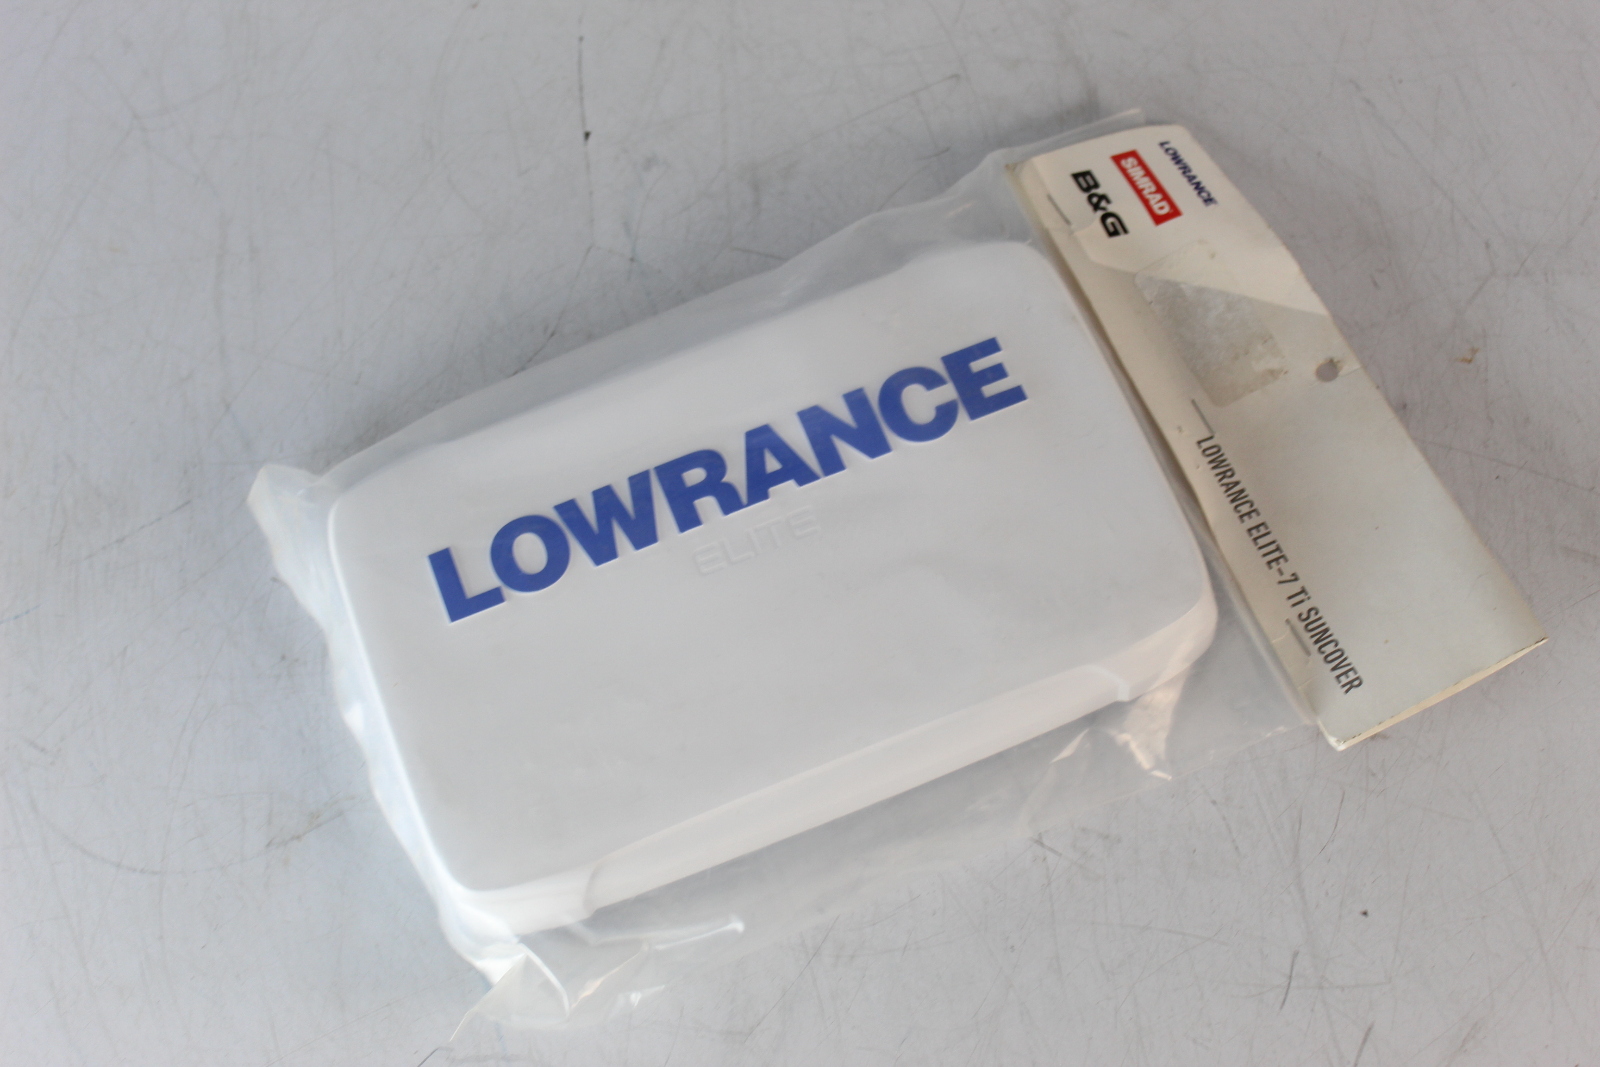 LOWRANCE
ELITE
LOWRANCE
SIMRAD
B&G
LOWRANCE ELITE-7 Ti SUNCOVER